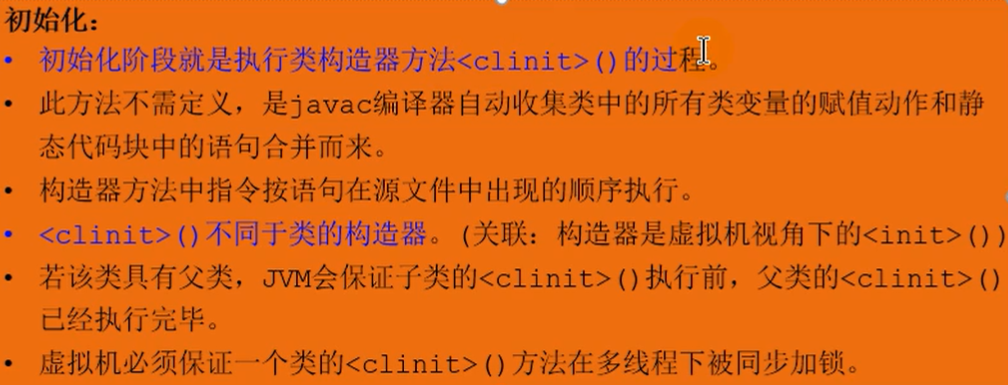 初始化：
• 初始化阶段就是执行类构造器方法<clinit>()的过程。
• 此方法不需定义，是javac编译器自动收集类中的所有类变量的赋值动作和静
态代码块中的语句合并而来。
• 构造器方法中指令按语句在源文件中出现的顺序执行。
• <clinit>()不同于类的构造器。(关联：构造器是虚拟机视角下的<init>())
• 若该类具有父类，JVM会保证子类的<clinit>()执行前，父类的<clinit>()
已经执行完毕。
• 虚拟机必须保证一个类的<clinit>()方法在多线程下被同步加锁。